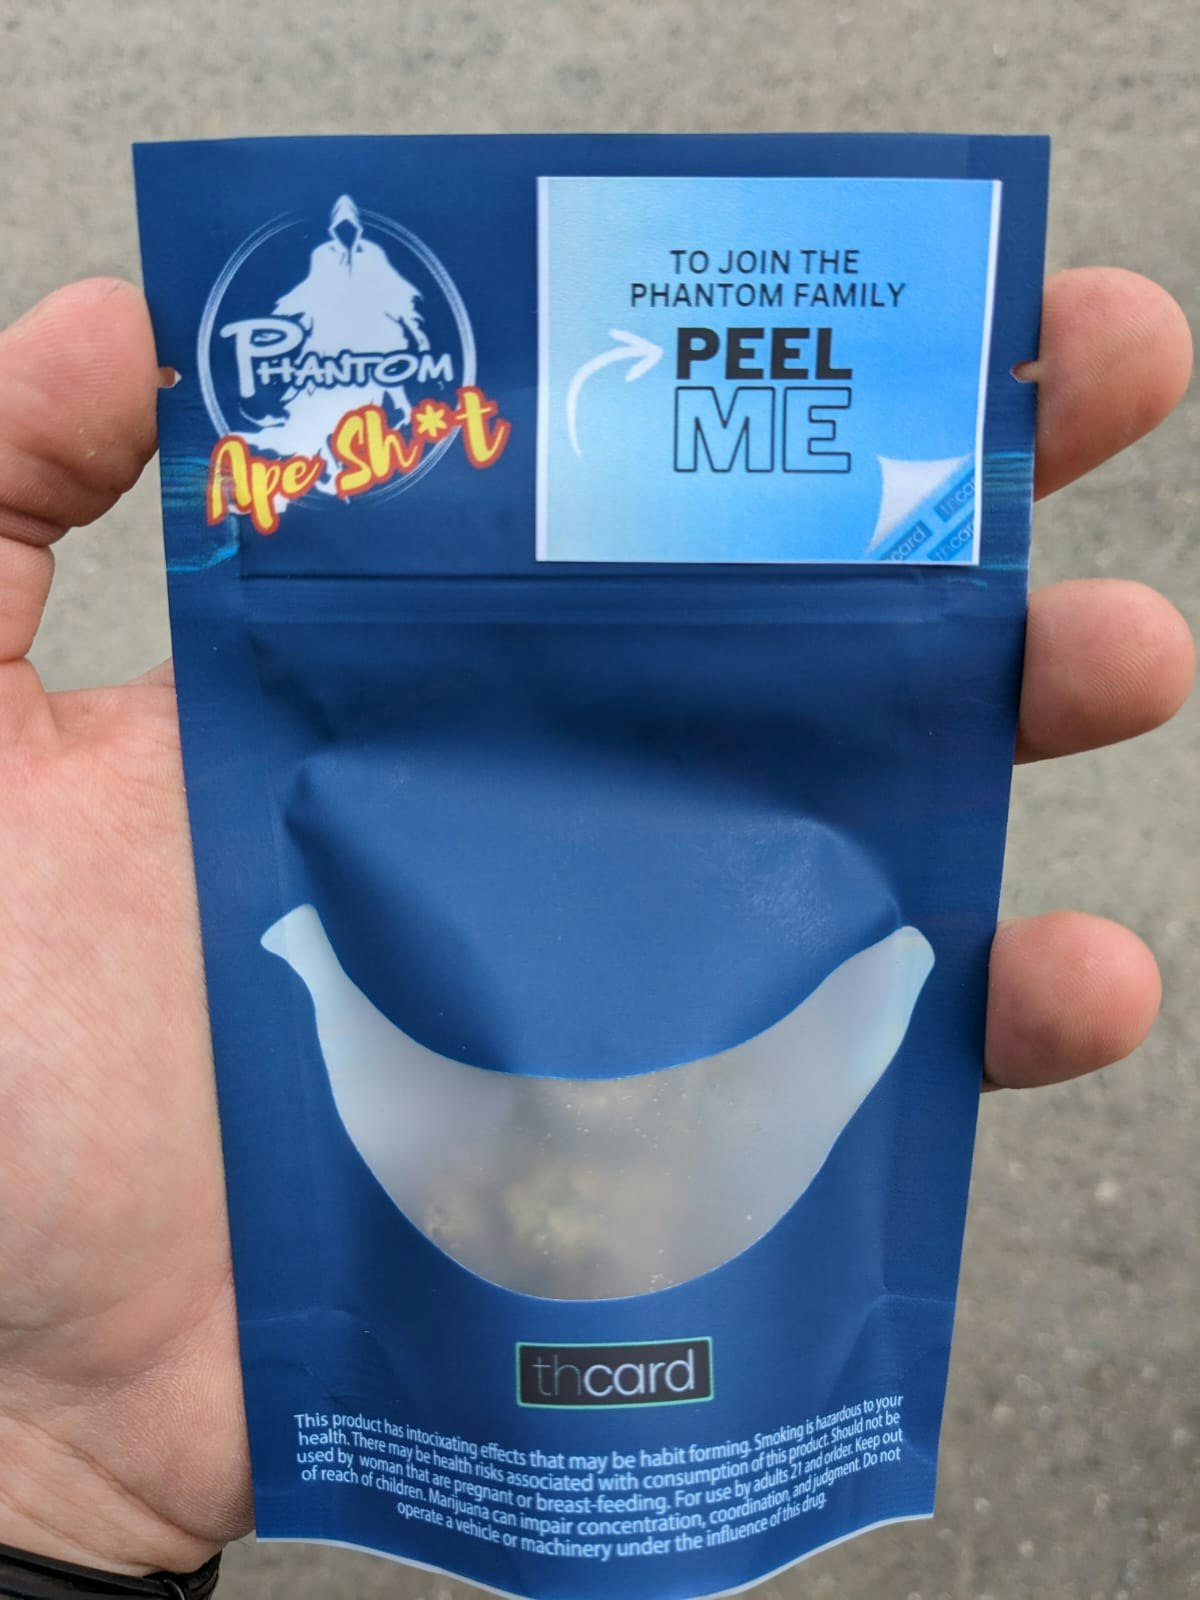 PHANTOM
Ape Sh*t
TO JOIN THE
PHANTOM FAMILY
PEEL
ME
thcard
thcard
thcard
thcard
This product has intocixating effects that may be habit forming. Smoking is hazardous to your
health. There may be health risks associated with consumption of this product. Should not be
used by woman that are pregnant or breast-feeding. For use by adults 21 and onlder. Keep out
of reach of children. Marijuana can impair concentration, coordination, and judgment. Do not
operate a vehicle or machinery under the influence of this drug.